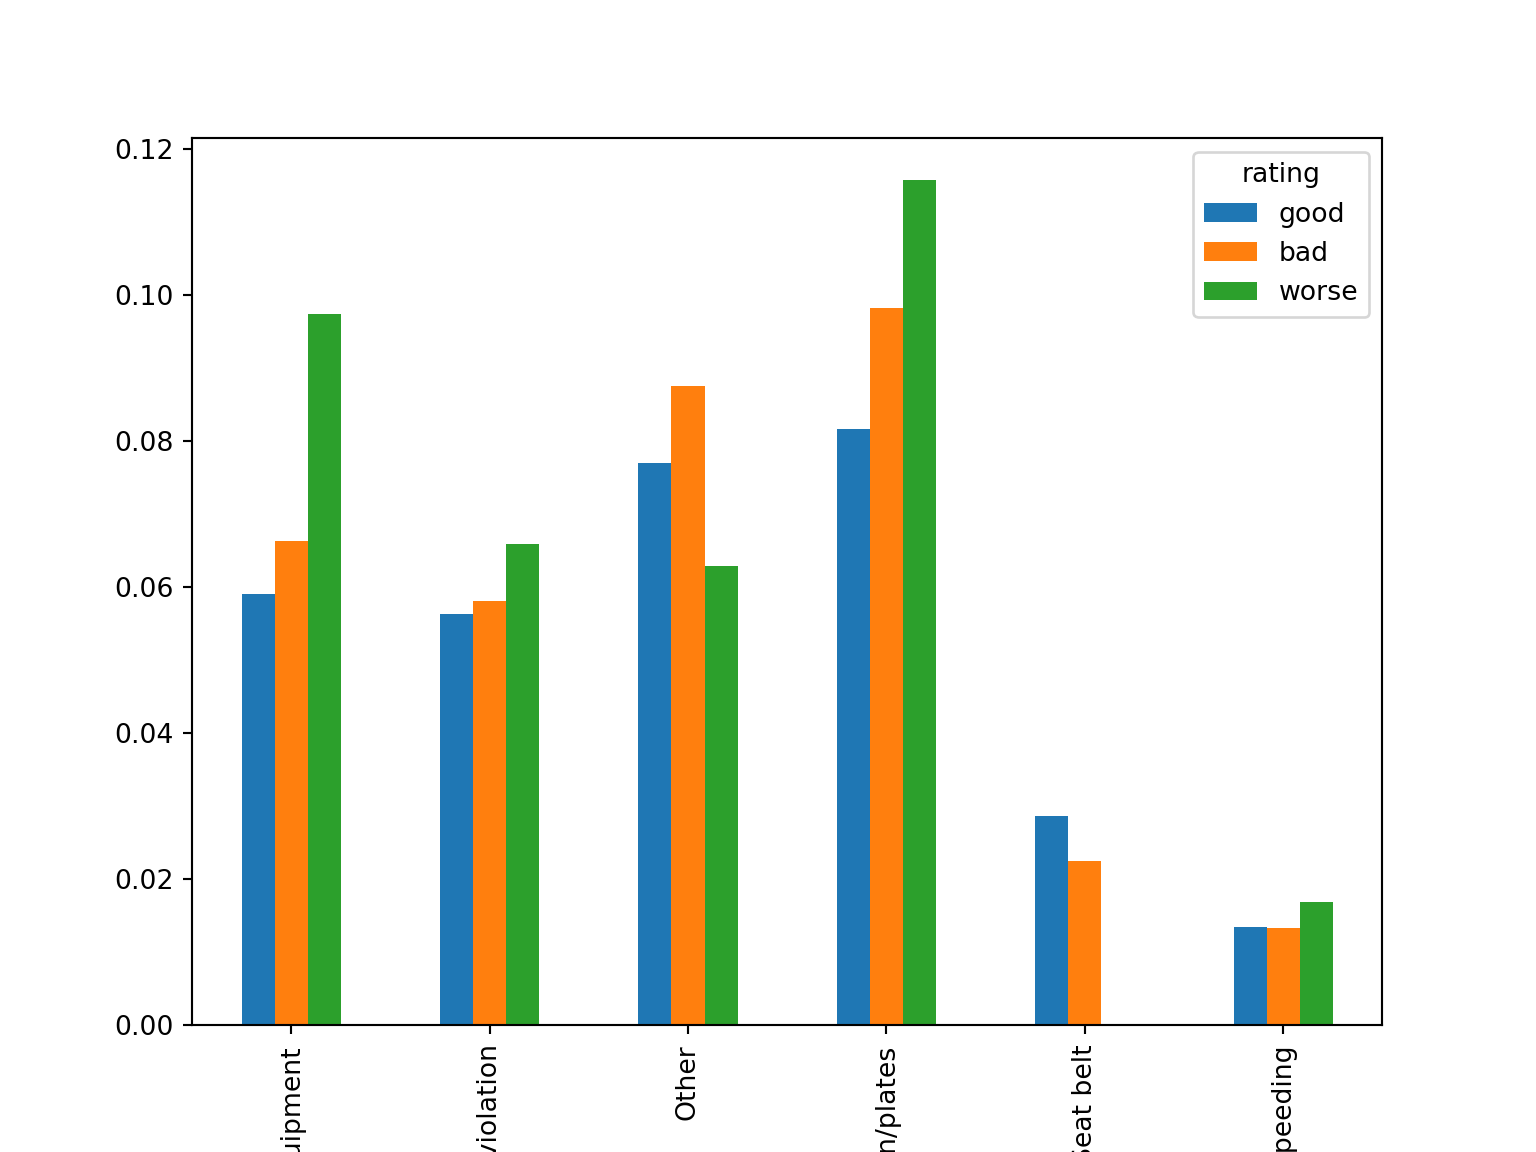 0.12
0.10
0.08
0.06
0.04
0.02
0.00
rating
good
bad
worse
uipment
violation
Other
n/plates
Seat belt
peeding